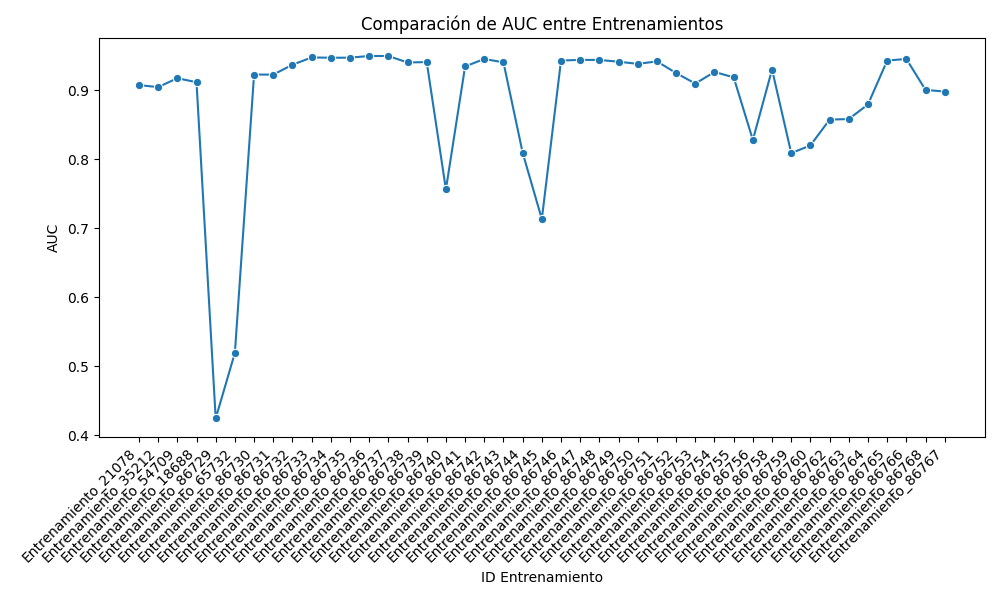 Comparación de AUC entre Entrenamientos
AUC
0.9
0.8
0.7
0.6
0.5
0.4
Entrenamiento_21078
Entrenamiento_35212
Entrenamiento_54709
Entrenamiento_18688
Entrenamiento_86729
Entrenamiento_65732
Entrenamiento_86730
Entrenamiento_86731
Entrenamiento_86732
Entrenamiento_86733
Entrenamiento_86734
Entrenamiento_86735
Entrenamiento_86736
Entrenamiento_86737
Entrenamiento_86738
Entrenamiento_86739
Entrenamiento_86740
Entrenamiento_86741
Entrenamiento_86742
Entrenamiento_86743
Entrenamiento_86744
Entrenamiento_86745
Entrenamiento_86746
Entrenamiento_86747
Entrenamiento_86748
Entrenamiento_86749
Entrenamiento_86750
Entrenamiento_86751
Entrenamiento_86752
Entrenamiento_86753
Entrenamiento_86754
Entrenamiento_86755
Entrenamiento_86756
Entrenamiento_86758
Entrenamiento_86759
Entrenamiento_86760
Entrenamiento_86762
Entrenamiento_86763
Entrenamiento_86764
Entrenamiento_86765
Entrenamiento_86766
Entrenamiento_86768
Entrenamiento_86767
ID Entrenamiento